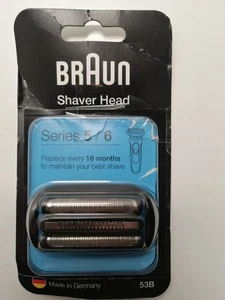 BRAUN
Shaver Head
Series 5 / 6
Replace every 18 months
to maintain your best shave
Made in Germany
53B